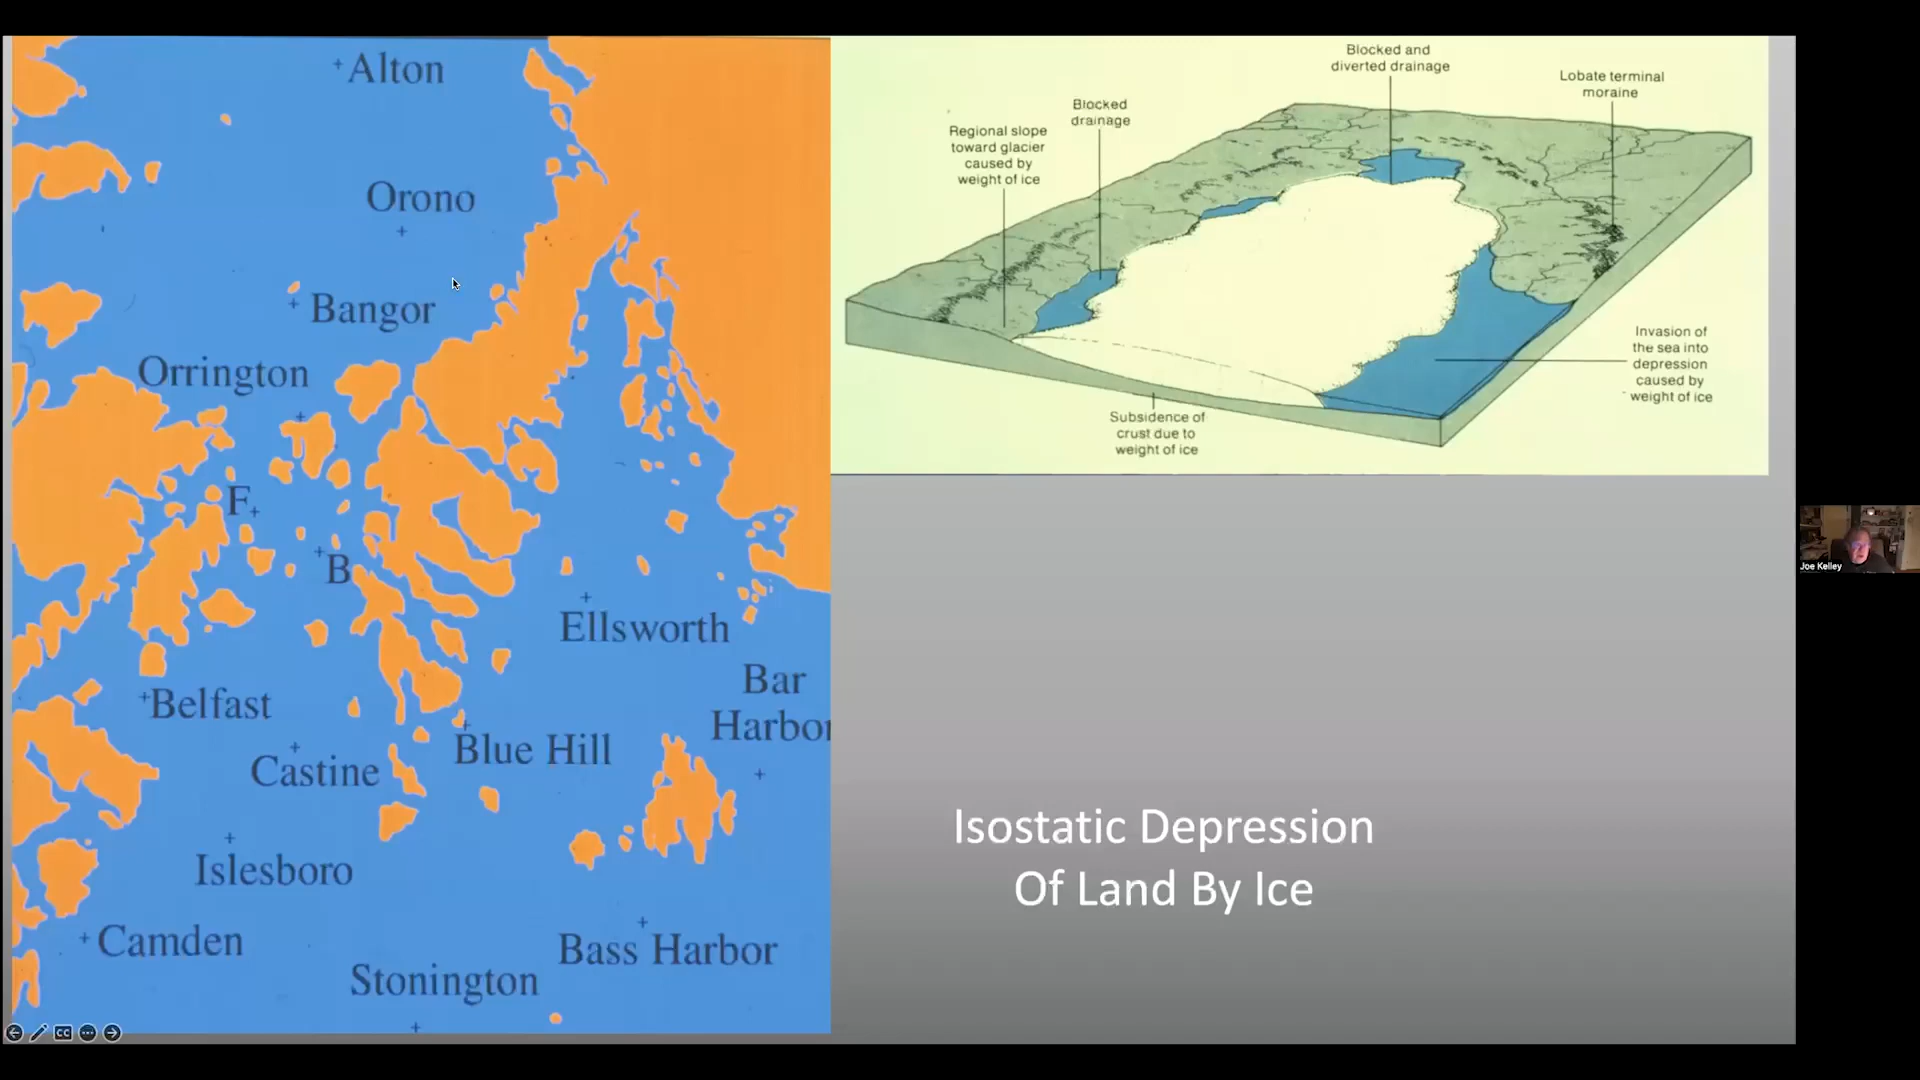 Alton
Orono
Bangor
Orrington
F
B
Ellsworth
Bar
Harbor
Belfast
Blue Hill
Castine
Islesboro
Camden
Bass Harbor
Stonington
Blocked and
diverted drainage
Lobate terminal
moraine
Blocked
drainage
Regional slope
toward glacier
caused by
weight of ice
Invasion of
the sea into
depression
caused by
weight of ice
Subsidence of
crust due to
weight of ice
Isostatic Depression
Of Land By Ice
Joe Kelley
CC